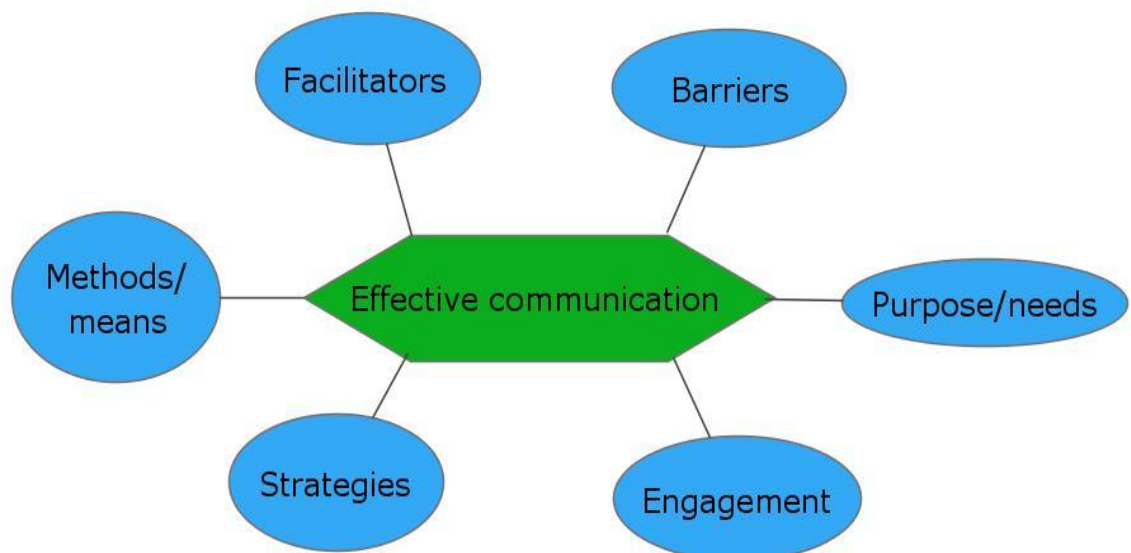 Facilitators
Barriers
Methods/
means
Effective communication
Purpose/needs
Strategies
Engagement